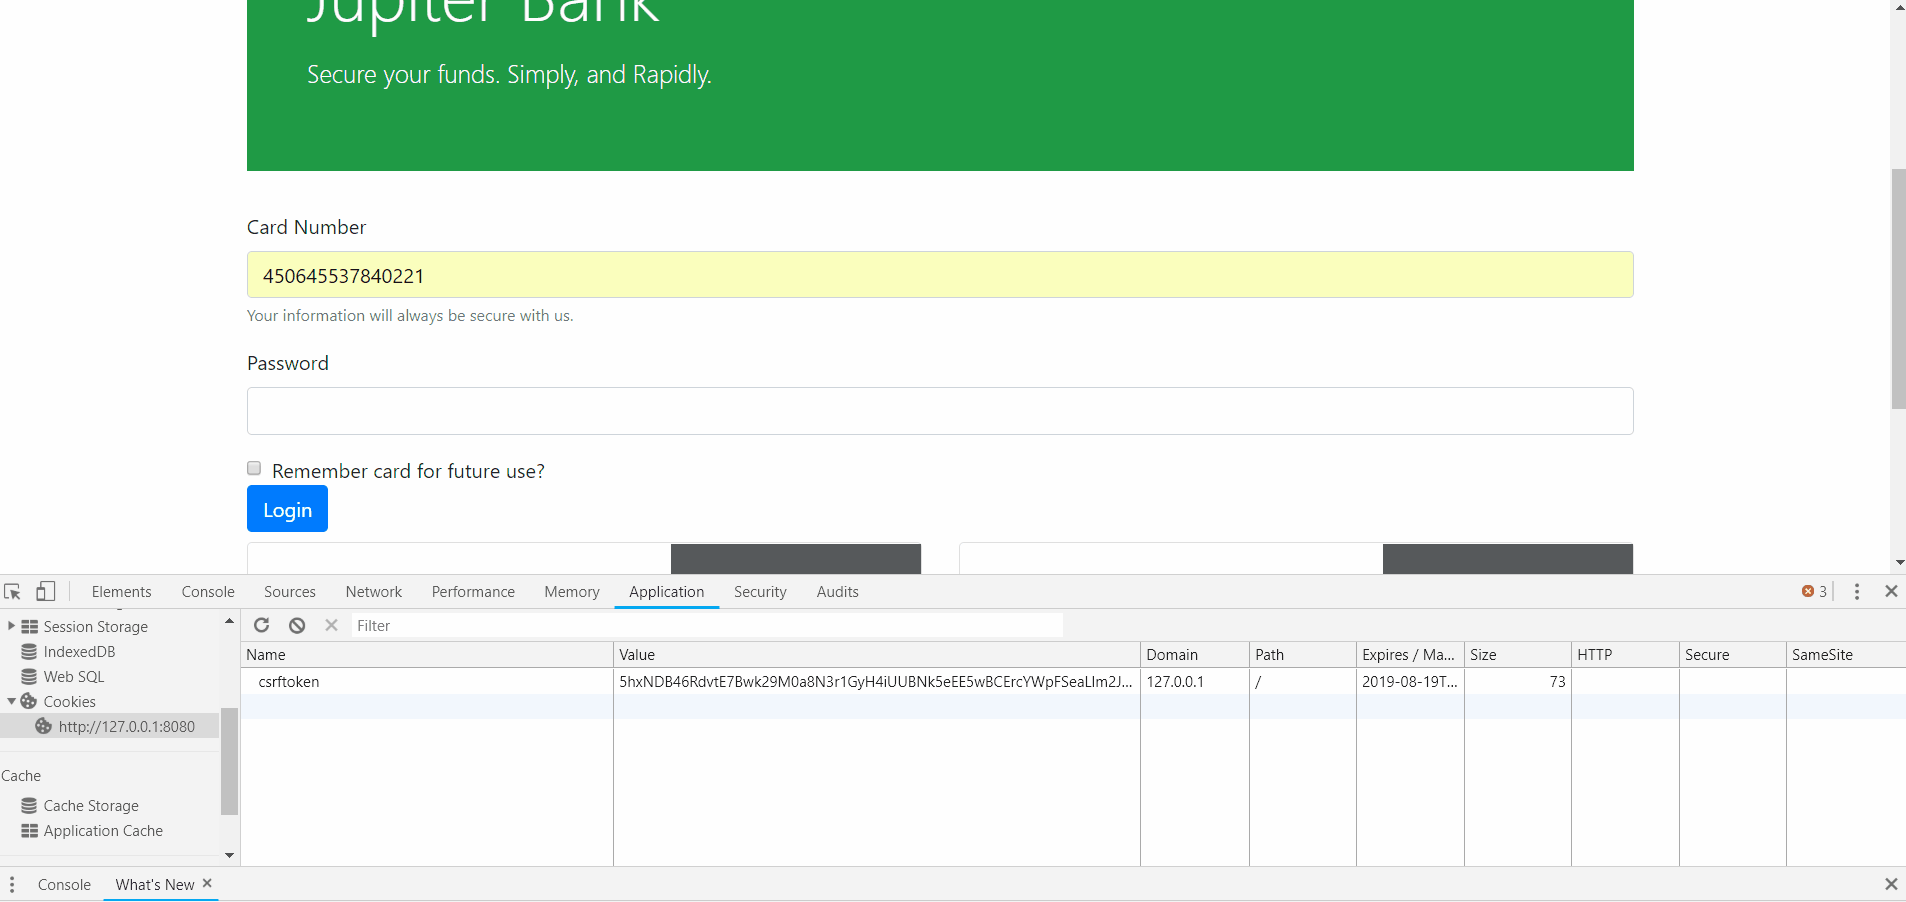 Jupiter Bank
Secure your funds. Simply, and Rapidly.
Card Number
450645537840221
Your information will always be secure with us.
Password
Remember card for future use?
Login
Elements Console Sources Network Performance Memory Application Security Audits 3
Session Storage
IndexedDB
Web SQL
Cookies
http://127.0.0.1:8080
Cache
Cache Storage
Application Cache
Filter
Name Value Domain Path Expires / Ma... Size HTTP Secure SameSite
csrftoken 5hxNDB46RdvtE7Bwk29M0a8N3r1GyH4iUUBNk5eEE5wBCErcYWpFSeaLIm2J... 127.0.0.1 / 2019-08-19T... 73
Console What's New